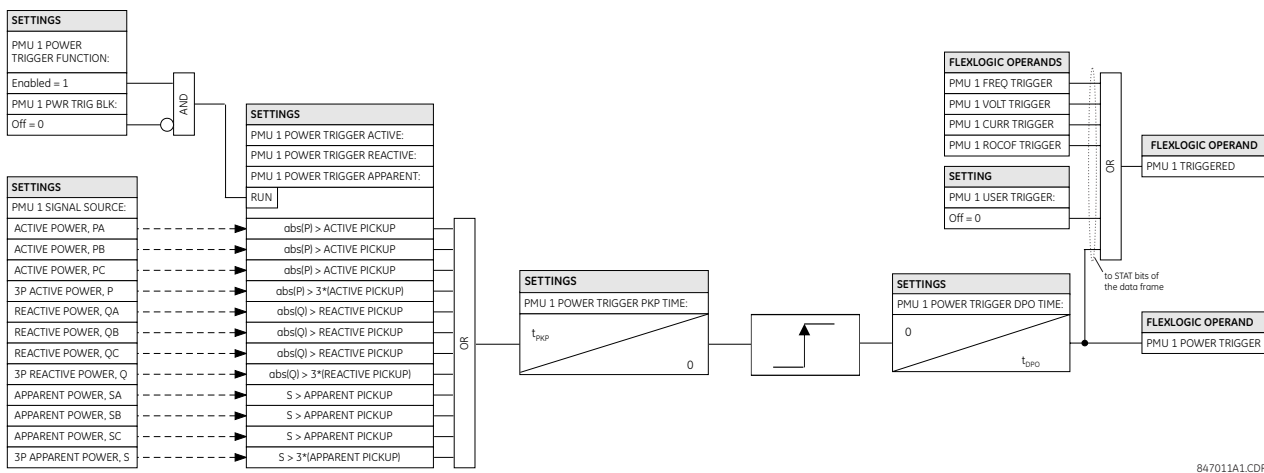 SETTINGS
PMU 1 POWER
TRIGGER FUNCTION:
Enabled = 1
PMU 1 PWR TRIG BLK:
Off = 0
AND
SETTINGS
PMU 1 POWER TRIGGER ACTIVE:
PMU 1 POWER TRIGGER REACTIVE:
PMU 1 POWER TRIGGER APPARENT:
RUN
SETTINGS
PMU 1 SIGNAL SOURCE:
ACTIVE POWER, PA
abs(P) > ACTIVE PICKUP
ACTIVE POWER, PB
abs(P) > ACTIVE PICKUP
ACTIVE POWER, PC
abs(P) > ACTIVE PICKUP
3P ACTIVE POWER, P
abs(P) > 3*(ACTIVE PICKUP)
REACTIVE POWER, QA
abs(Q) > REACTIVE PICKUP
REACTIVE POWER, QB
abs(Q) > REACTIVE PICKUP
REACTIVE POWER, QC
abs(Q) > REACTIVE PICKUP
3P REACTIVE POWER, Q
abs(Q) > 3*(REACTIVE PICKUP)
APPARENT POWER, SA
S > APPARENT PICKUP
APPARENT POWER, SB
S > APPARENT PICKUP
APPARENT POWER, SC
S > APPARENT PICKUP
3P APPARENT POWER, S
S > 3*(APPARENT PICKUP)
OR
SETTINGS
PMU 1 POWER TRIGGER PKP TIME:
tPKP
0
SETTINGS
PMU 1 POWER TRIGGER DPO TIME:
0
tDPO
FLEXLOGIC OPERANDS
PMU 1 FREQ TRIGGER
PMU 1 VOLT TRIGGER
PMU 1 CURR TRIGGER
PMU 1 ROCOF TRIGGER
SETTING
PMU 1 USER TRIGGER:
Off = 0
OR
to STAT bits of
the data frame
FLEXLOGIC OPERAND
PMU 1 TRIGGERED
FLEXLOGIC OPERAND
PMU 1 POWER TRIGGER
847011A1.CDR